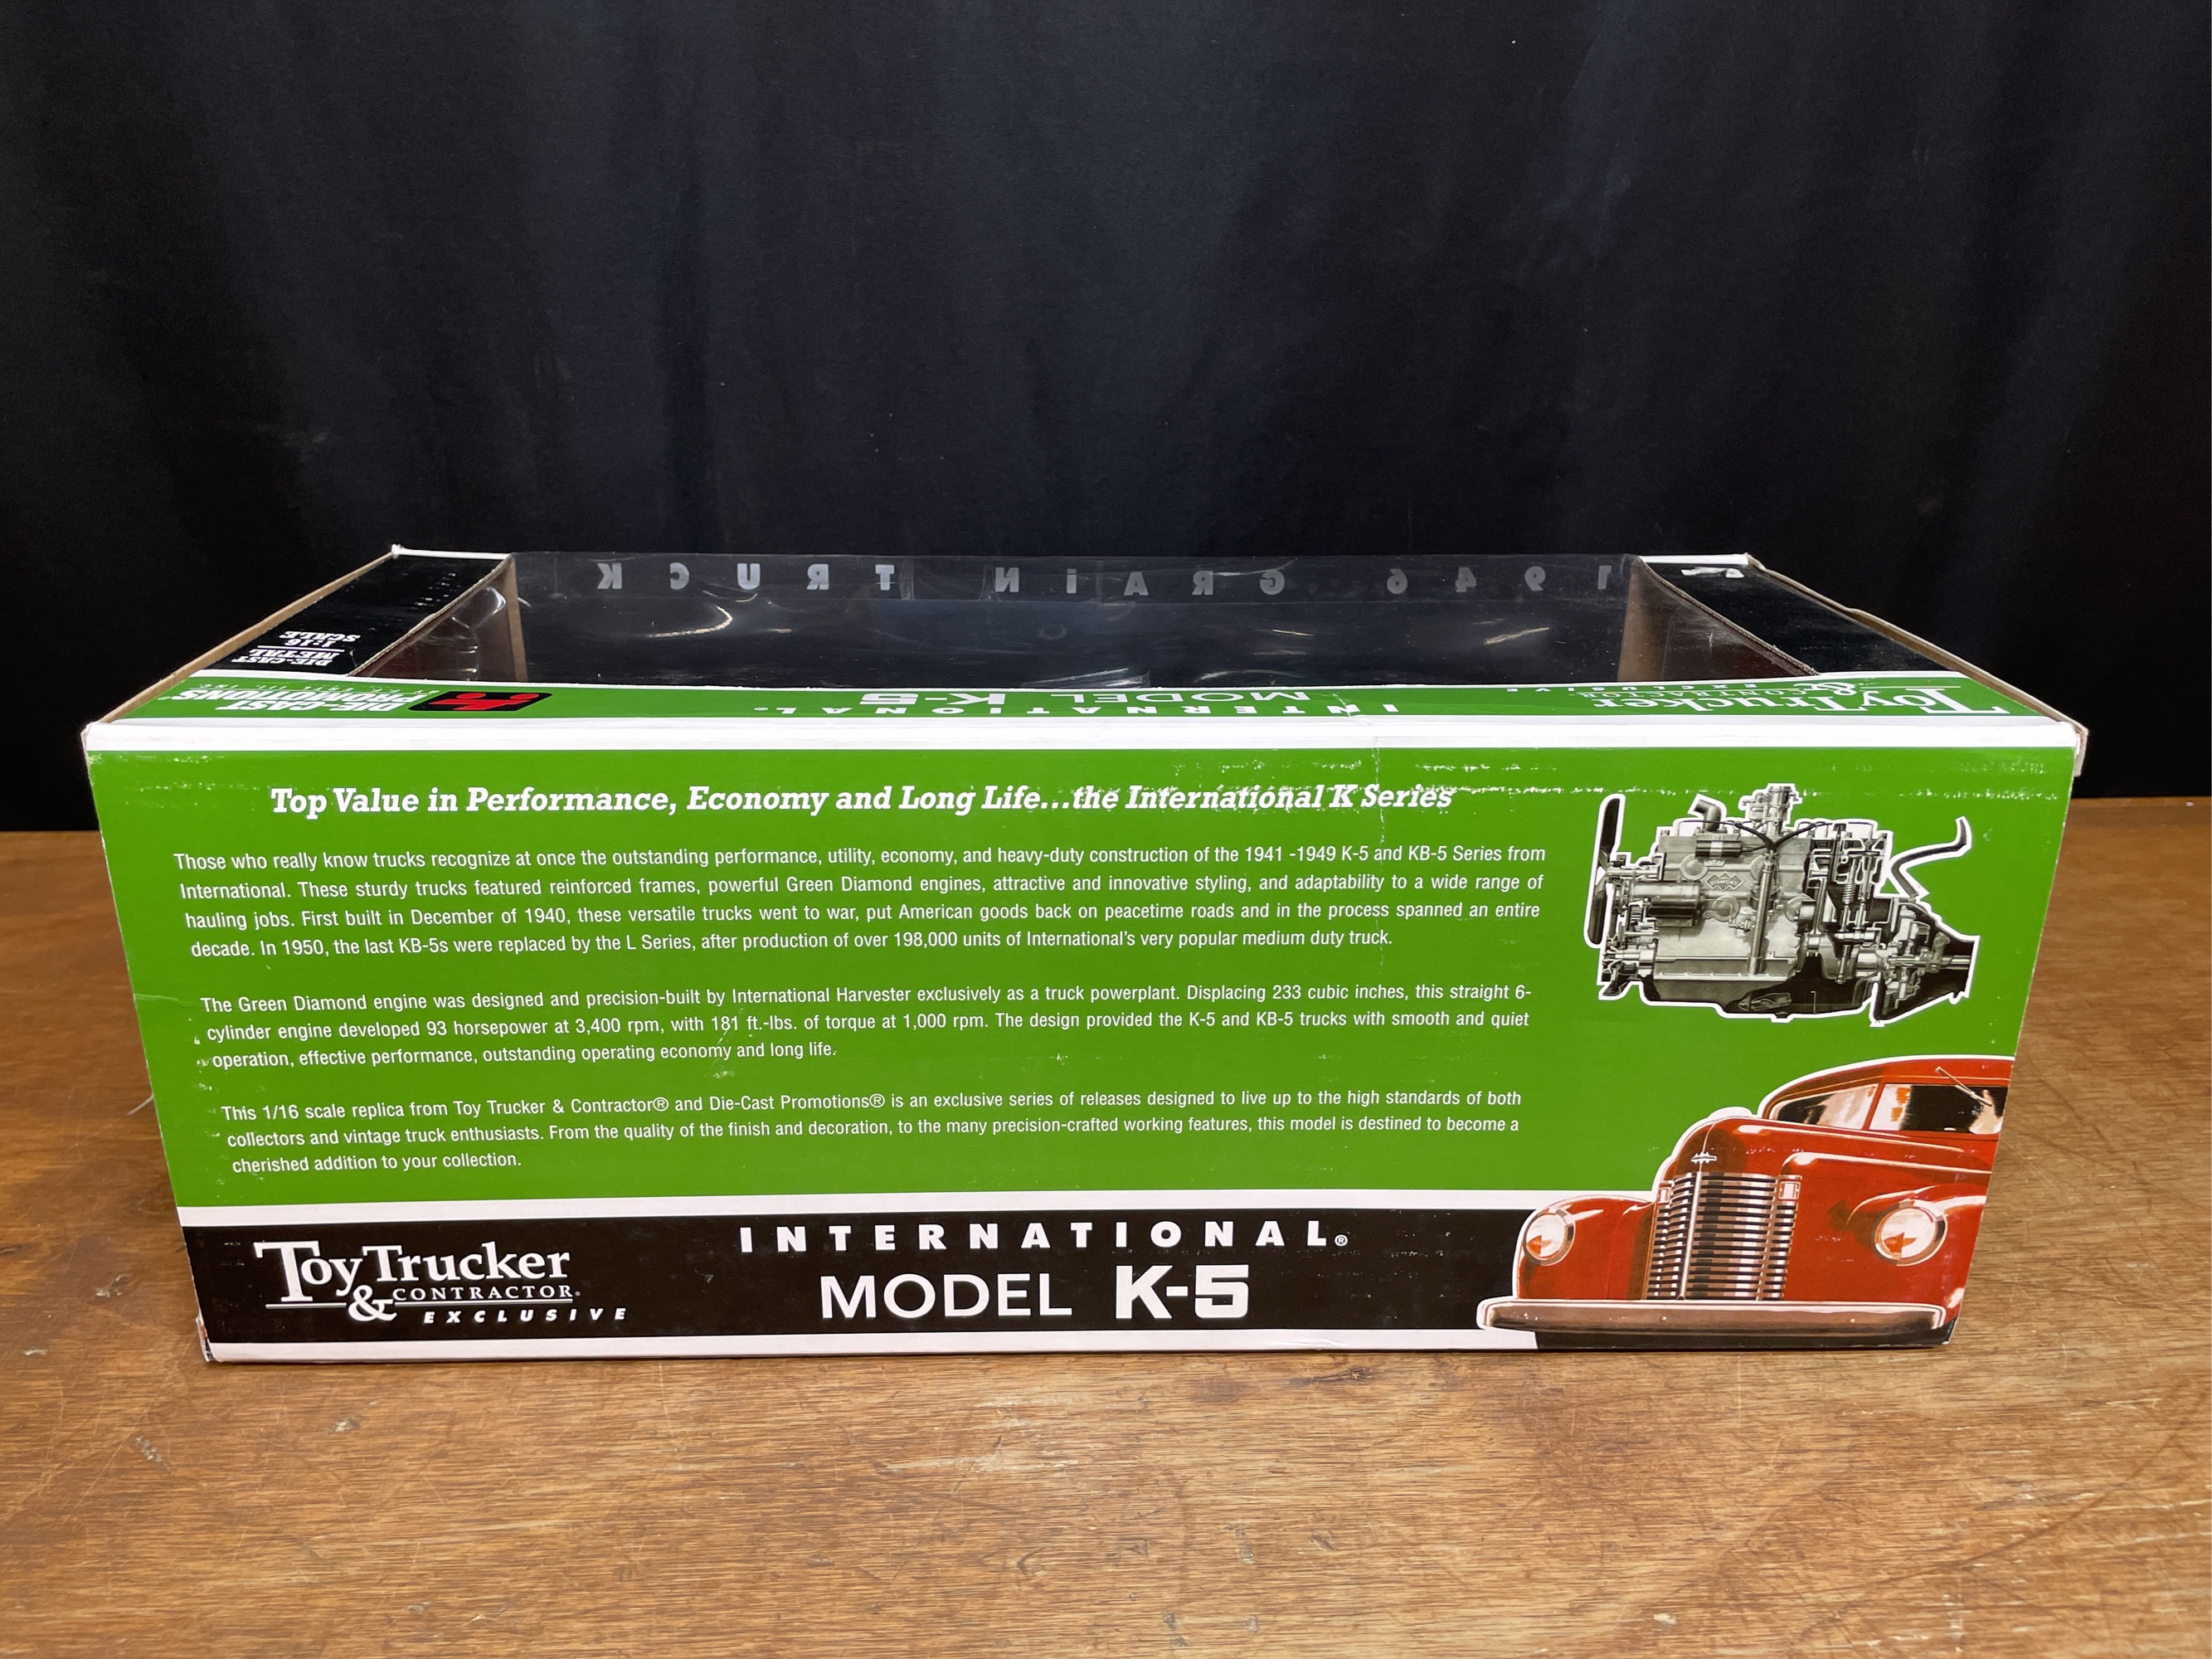 1946 GRAIN TRUCK
DIE-CAST
METAL
1:16
SCALE
DIE-CAST
PROMOTIONS®
INTERNATIONAL®
MODEL K-5
Toy Trucker
& CONTRACTOR®
EXCLUSIVE
Top Value in Performance, Economy and Long Life...the International K Series
Those who really know trucks recognize at once the outstanding performance, utility, economy, and heavy-duty construction of the 1941 -1949 K-5 and KB-5 Series from
International. These sturdy trucks featured reinforced frames, powerful Green Diamond engines, attractive and innovative styling, and adaptability to a wide range of
hauling jobs. First built in December of 1940, these versatile trucks went to war, put American goods back on peacetime roads and in the process spanned an entire
decade. In 1950, the last KB-5s were replaced by the L Series, after production of over 198,000 units of International's very popular medium duty truck.
The Green Diamond engine was designed and precision-built by International Harvester exclusively as a truck powerplant. Displacing 233 cubic inches, this straight 6-
cylinder engine developed 93 horsepower at 3,400 rpm, with 181 ft.-lbs. of torque at 1,000 rpm. The design provided the K-5 and KB-5 trucks with smooth and quiet
operation, effective performance, outstanding operating economy and long life.
This 1/16 scale replica from Toy Trucker & Contractor® and Die-Cast Promotions® is an exclusive series of releases designed to live up to the high standards of both
collectors and vintage truck enthusiasts. From the quality of the finish and decoration, to the many precision-crafted working features, this model is destined to become a
cherished addition to your collection.
Toy Trucker
& CONTRACTOR®
EXCLUSIVE
INTERNATIONAL®
MODEL K-5